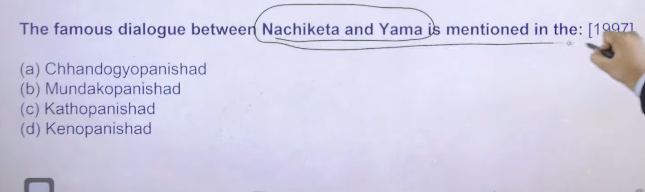 The famous dialogue between Nachiketa and Yama is mentioned in the: [1997]
(a) Chhandogyopanishad
(b) Mundakopanishad
(c) Kathopanishad
(d) Kenopanishad